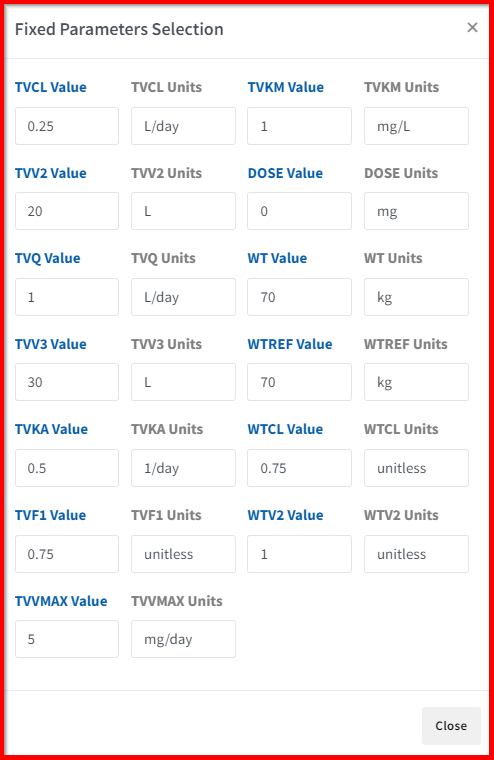 Fixed Parameters Selection ×
TVCL Value TVCL Units TVKM Value TVKM Units
0.25 L/day 1 mg/L
TVV2 Value TVV2 Units DOSE Value DOSE Units
20 L 0 mg
TVQ Value TVQ Units WT Value WT Units
1 L/day 70 kg
TVV3 Value TVV3 Units WTREF Value WTREF Units
30 L 70 kg
TVKA Value TVKA Units WTCL Value WTCL Units
0.5 1/day 0.75 unitless
TVF1 Value TVF1 Units WTV2 Value WTV2 Units
0.75 unitless 1 unitless
TVVMAX Value TVVMAX Units
5 mg/day
Close